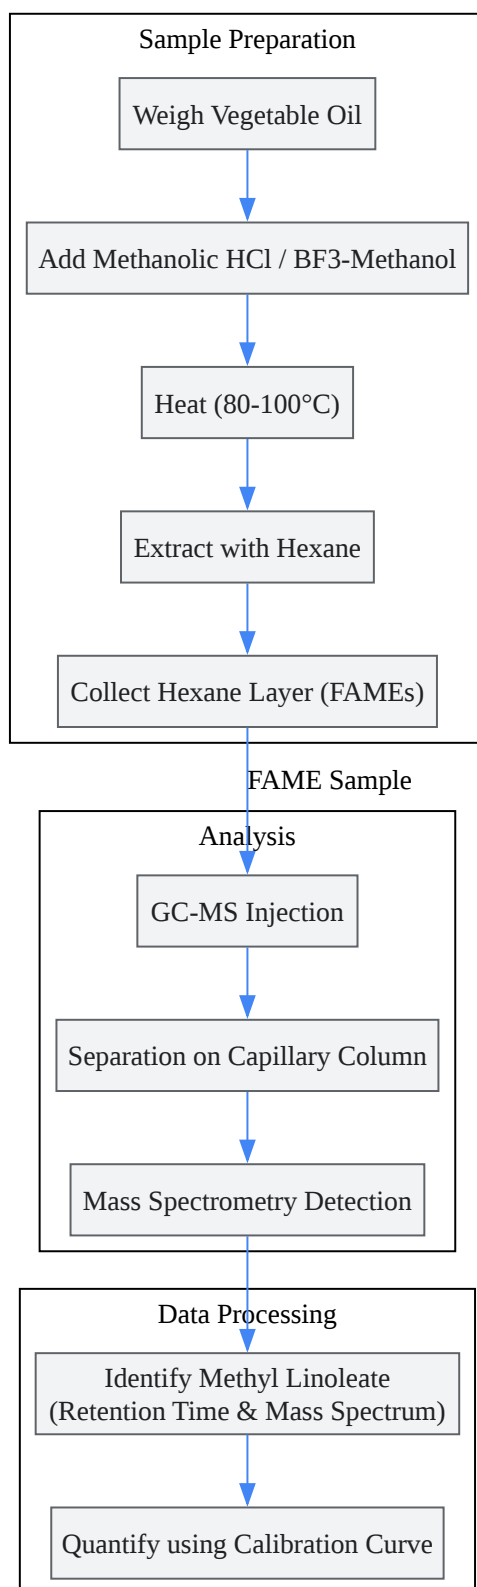 Sample Preparation
Weigh Vegetable Oil
Add Methanolic HCl / BF3-Methanol
Heat (80-100°C)
Extract with Hexane
Collect Hexane Layer (FAMEs)
FAME Sample
Analysis
GC-MS Injection
Separation on Capillary Column
Mass Spectrometry Detection
Data Processing
Identify Methyl Linoleate
(Retention Time & Mass Spectrum)
Quantify using Calibration Curve